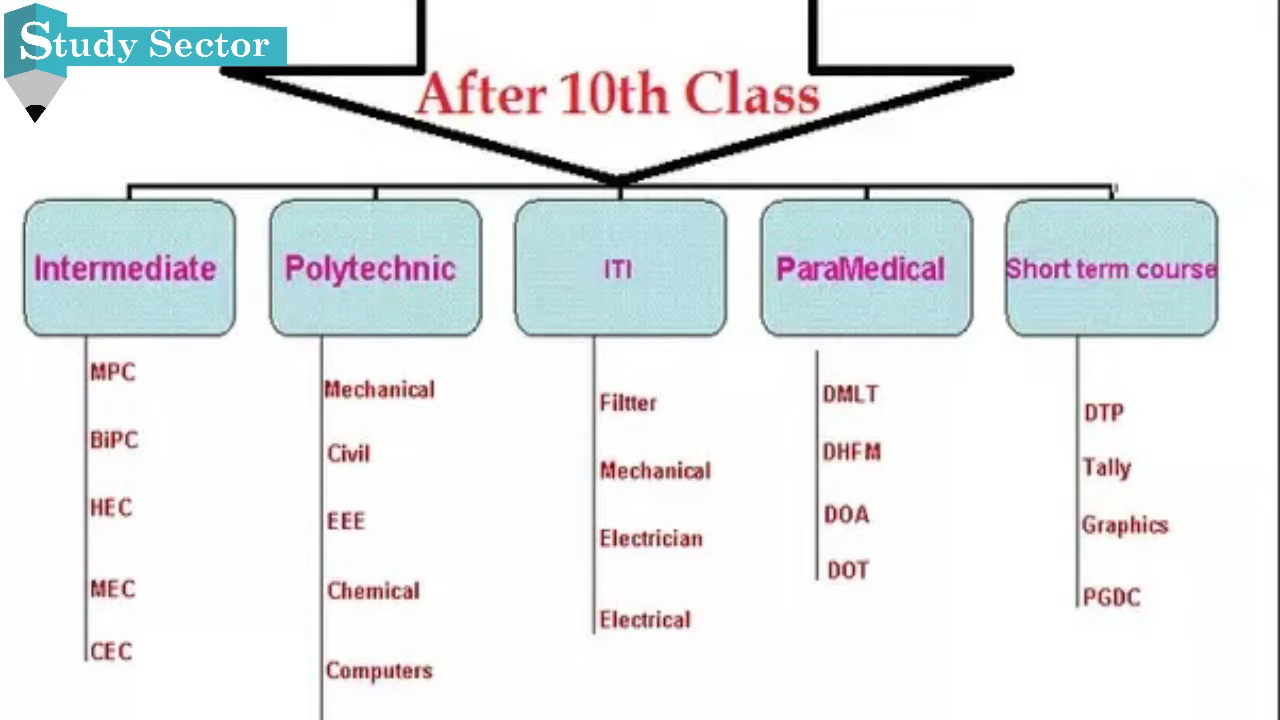 Study Sector
After 10th Class
Intermediate
MPC
BiPC
HEC
MEC
CEC
Polytechnic
Mechanical
Civil
EEE
Chemical
Computers
ITI
Filtter
Mechanical
Electrician
Electrical
ParaMedical
DMLT
DHFM
DOA
DOT
Short term course
DTP
Tally
Graphics
PGDC